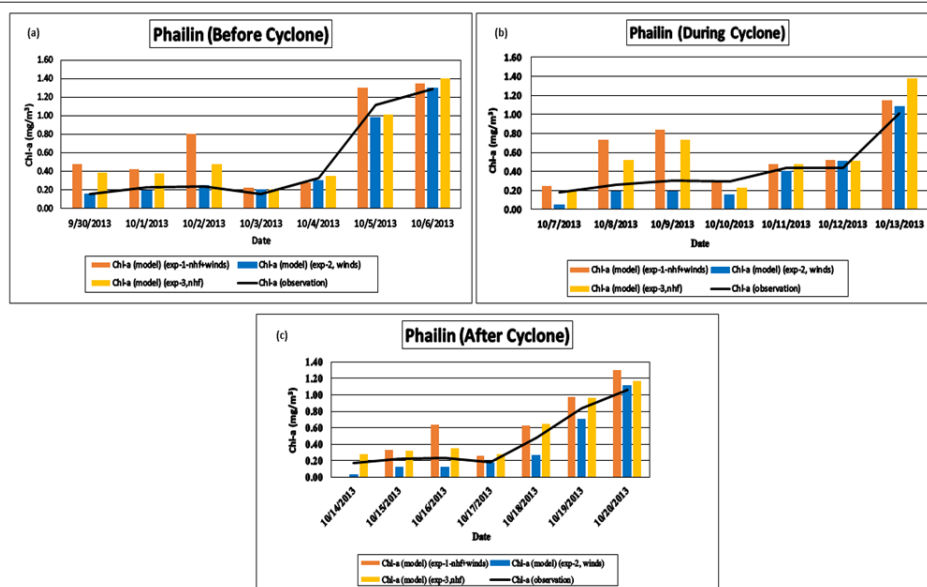 (a)
Phailin (Before Cyclone)
Chl-a (mg/m³)
1.60
1.40
1.20
1.00
0.80
0.60
0.40
0.20
0.00
9/30/2013 10/1/2013 10/2/2013 10/3/2013 10/4/2013 10/5/2013 10/6/2013
Date
Chl-a (model) (exp-1-nhf+winds) Chl-a (model) (exp-2, winds)
Chl-a (model) (exp-3,nhf) Chl-a (observation)
(b)
Phailin (During Cyclone)
Chl-a (mg/m³)
1.60
1.40
1.20
1.00
0.80
0.60
0.40
0.20
0.00
10/7/2013 10/8/2013 10/9/2013 10/10/2013 10/11/2013 10/12/2013 10/13/2013
Date
Chl-a (model) (exp-1-nhf+winds) Chl-a (model) (exp-2, winds)
Chl-a (model) (exp-3,nhf) Chl-a (observation)
(c)
Phailin (After Cyclone)
Chl-a (mg/m³)
1.40
1.20
1.00
0.80
0.60
0.40
0.20
0.00
10/14/2013 10/15/2013 10/16/2013 10/17/2013 10/18/2013 10/19/2013 10/20/2013
Date
Chl-a (model) (exp-1-nhf+winds) Chl-a (model) (exp-2, winds)
Chl-a (model) (exp-3,nhf) Chl-a (observation)